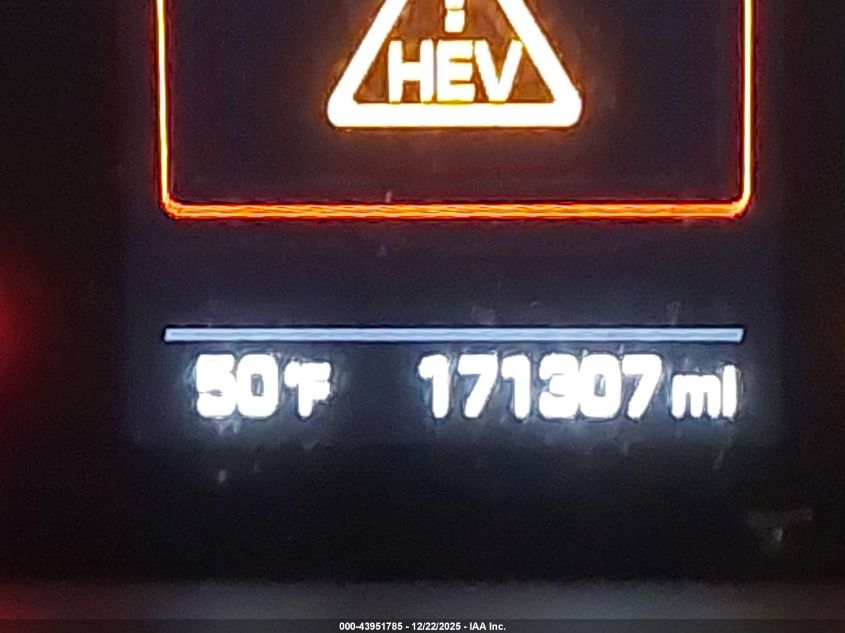 !
HEV
50°F 171307 mi
000-43951785 - 12/22/2025 - IAA Inc.